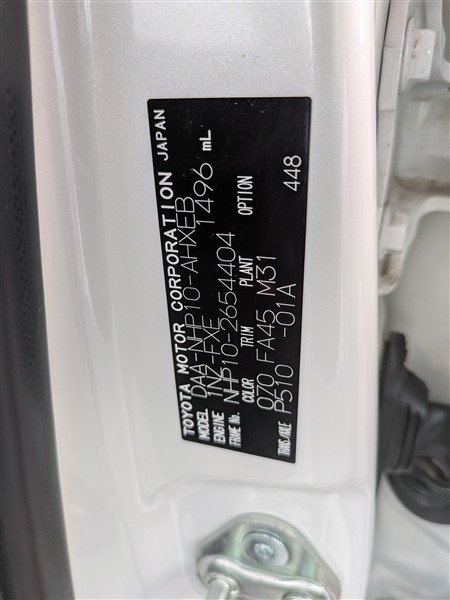 TOYOTA MOTOR CORPORATION JAPAN
MODEL DAA-NHP10-AHXEB
ENGINE 1NZ-FXE 1496 mL
FRAME No. NHP10-2654404
COLOR TRIM PLANT OPTION
070 FA45 M31
TRANS/AXLE P510 -01A 448